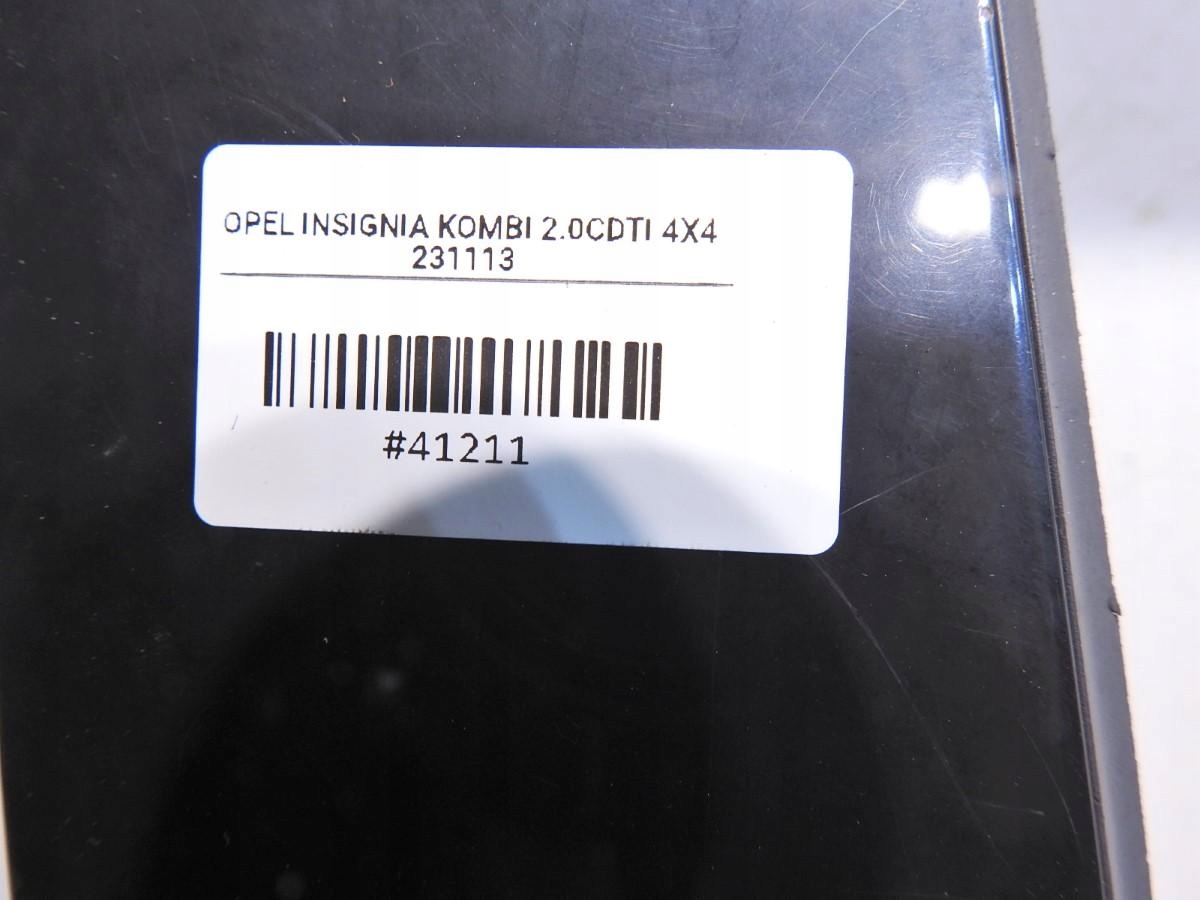 OPEL INSIGNIA KOMBI 2.0CDTI 4X4
231113
#41211